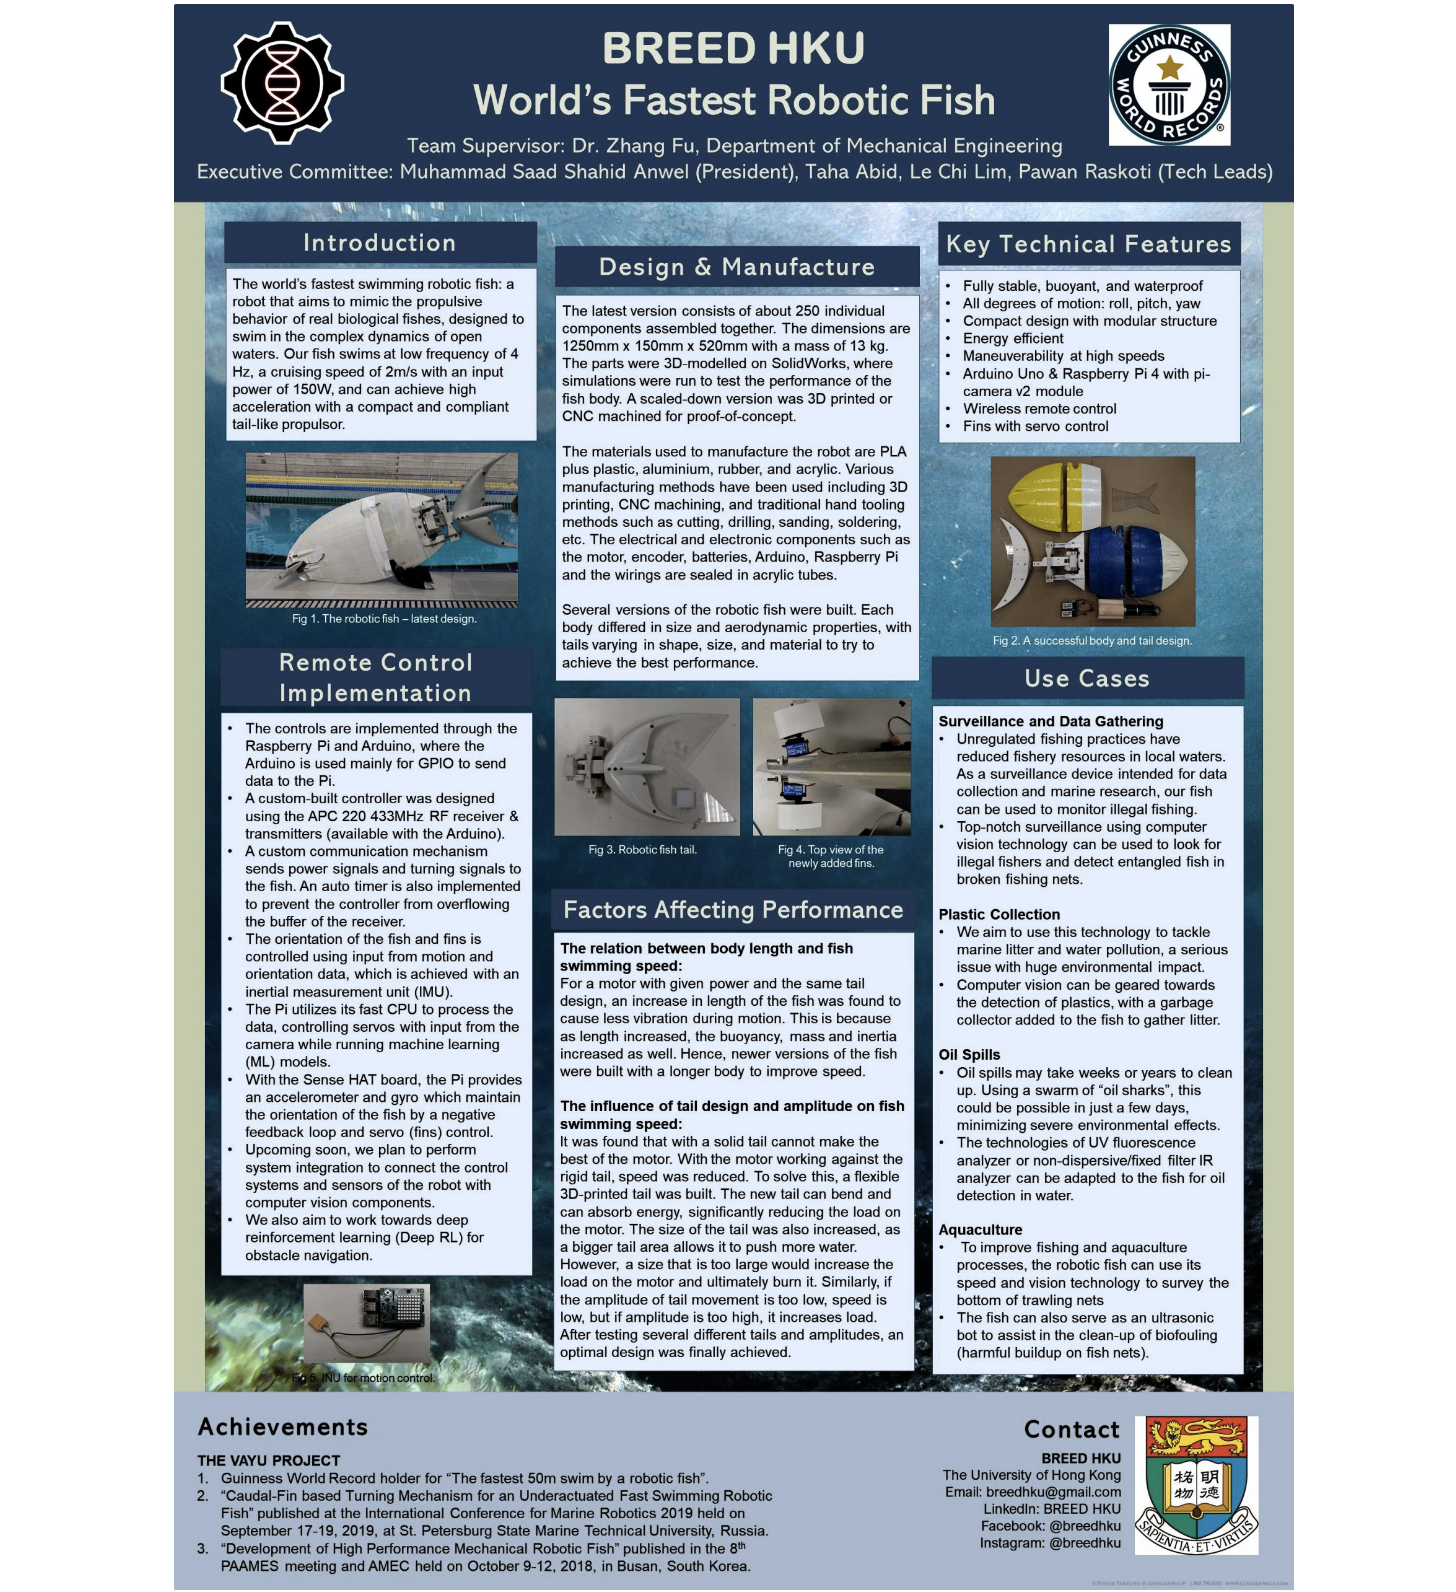 BREED HKU
World's Fastest Robotic Fish
Team Supervisor: Dr. Zhang Fu, Department of Mechanical Engineering
Executive Committee: Muhammad Saad Shahid Anwel (President), Taha Abid, Le Chi Lim, Pawan Raskoti (Tech Leads)
GUINNESS
WORLD RECORDS
®
Introduction
The world's fastest swimming robotic fish: a
robot that aims to mimic the propulsive
behavior of real biological fishes, designed to
swim in the complex dynamics of open
waters. Our fish swims at low frequency of 4
Hz, a cruising speed of 2m/s with an input
power of 150W, and can achieve high
acceleration with a compact and compliant
tail-like propulsor.
Fig 1. The robotic fish – latest design.
Remote Control
Implementation
• The controls are implemented through the
Raspberry Pi and Arduino, where the
Arduino is used mainly for GPIO to send
data to the Pi.
• A custom-built controller was designed
using the APC 220 433MHz RF receiver &
transmitters (available with the Arduino).
• A custom communication mechanism
sends power signals and turning signals to
the fish. An auto timer is also implemented
to prevent the controller from overflowing
the buffer of the receiver.
• The orientation of the fish and fins is
controlled using input from motion and
orientation data, which is achieved with an
inertial measurement unit (IMU).
• The Pi utilizes its fast CPU to process the
data, controlling servos with input from the
camera while running machine learning
(ML) models.
• With the Sense HAT board, the Pi provides
an accelerometer and gyro which maintain
the orientation of the fish by a negative
feedback loop and servo (fins) control.
• Upcoming soon, we plan to perform
system integration to connect the control
systems and sensors of the robot with
computer vision components.
• We also aim to work towards deep
reinforcement learning (Deep RL) for
obstacle navigation.
Fig 5. INU for motion control.
Design & Manufacture
The latest version consists of about 250 individual
components assembled together. The dimensions are
1250mm x 150mm x 520mm with a mass of 13 kg.
The parts were 3D-modelled on SolidWorks, where
simulations were run to test the performance of the
fish body. A scaled-down version was 3D printed or
CNC machined for proof-of-concept.
The materials used to manufacture the robot are PLA
plus plastic, aluminium, rubber, and acrylic. Various
manufacturing methods have been used including 3D
printing, CNC machining, and traditional hand tooling
methods such as cutting, drilling, sanding, soldering,
etc. The electrical and electronic components such as
the motor, encoder, batteries, Arduino, Raspberry Pi
and the wirings are sealed in acrylic tubes.
Several versions of the robotic fish were built. Each
body differed in size and aerodynamic properties, with
tails varying in shape, size, and material to try to
achieve the best performance.
Fig 3. Robotic fish tail.
Fig 4. Top view of the
newly added fins.
Factors Affecting Performance
The relation between body length and fish
swimming speed:
For a motor with given power and the same tail
design, an increase in length of the fish was found to
cause less vibration during motion. This is because
as length increased, the buoyancy, mass and inertia
increased as well. Hence, newer versions of the fish
were built with a longer body to improve speed.
The influence of tail design and amplitude on fish
swimming speed:
It was found that with a solid tail cannot make the
best of the motor. With the motor working against the
rigid tail, speed was reduced. To solve this, a flexible
3D-printed tail was built. The new tail can bend and
can absorb energy, significantly reducing the load on
the motor. The size of the tail was also increased, as
a bigger tail area allows it to push more water.
However, a size that is too large would increase the
load on the motor and ultimately burn it. Similarly, if
the amplitude of tail movement is too low, speed is
low, but if amplitude is too high, it increases load.
After testing several different tails and amplitudes, an
optimal design was finally achieved.
Key Technical Features
• Fully stable, buoyant, and waterproof
• All degrees of motion: roll, pitch, yaw
• Compact design with modular structure
• Energy efficient
• Maneuverability at high speeds
• Arduino Uno & Raspberry Pi 4 with pi-
camera v2 module
• Wireless remote control
• Fins with servo control
Fig 2. A successful body and tail design.
Use Cases
Surveillance and Data Gathering
• Unregulated fishing practices have
reduced fishery resources in local waters.
As a surveillance device intended for data
collection and marine research, our fish
can be used to monitor illegal fishing.
• Top-notch surveillance using computer
vision technology can be used to look for
illegal fishers and detect entangled fish in
broken fishing nets.
Plastic Collection
• We aim to use this technology to tackle
marine litter and water pollution, a serious
issue with huge environmental impact.
• Computer vision can be geared towards
the detection of plastics, with a garbage
collector added to the fish to gather litter.
Oil Spills
• Oil spills may take weeks or years to clean
up. Using a swarm of “oil sharks”, this
could be possible in just a few days,
minimizing severe environmental effects.
• The technologies of UV fluorescence
analyzer or non-dispersive/fixed filter IR
analyzer can be adapted to the fish for oil
detection in water.
Aquaculture
• To improve fishing and aquaculture
processes, the robotic fish can use its
speed and vision technology to survey the
bottom of trawling nets
• The fish can also serve as an ultrasonic
bot to assist in the clean-up of biofouling
(harmful buildup on fish nets).
Achievements
THE VAYU PROJECT
1. Guinness World Record holder for “The fastest 50m swim by a robotic fish”.
2. “Caudal-Fin based Turning Mechanism for an Underactuated Fast Swimming Robotic
Fish” published at the International Conference for Marine Robotics 2019 held on
September 17-19, 2019, at St. Petersburg State Marine Technical University, Russia.
3. “Development of High Performance Mechanical Robotic Fish” published in the 8th
PAAMES meeting and AMEC held on October 9-12, 2018, in Busan, South Korea.
Contact
BREED HKU
The University of Hong Kong
Email: breedhku@gmail.com
LinkedIn: BREED HKU
Facebook: @breedhku
Instagram: @breedhku
明德
格物
SAPIENTIA·ET·VIRTUS